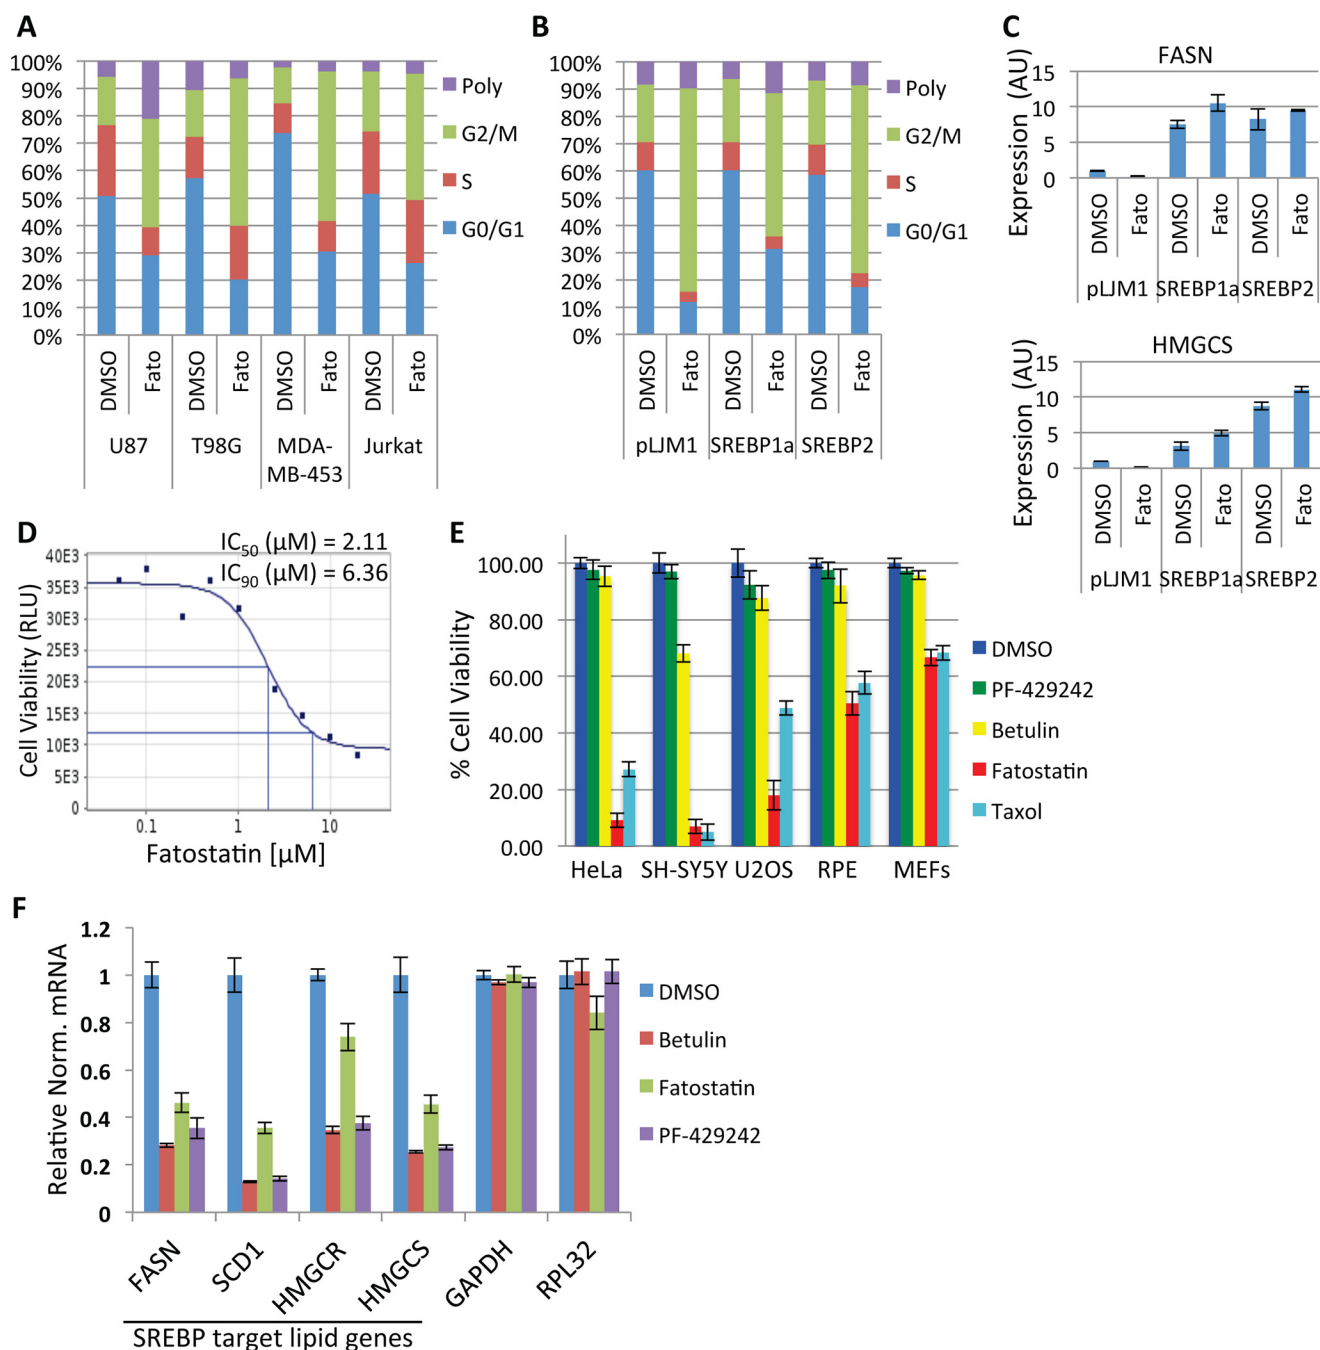 A
100%
90%
80%
70%
60%
50%
40%
30%
20%
10%
0%
Poly
G2/M
S
G0/G1
DMSO Fato DMSO Fato DMSO Fato DMSO Fato
U87 T98G MDA- Jurkat
MB-453
B
100%
90%
80%
70%
60%
50%
40%
30%
20%
10%
0%
Poly
G2/M
S
G0/G1
DMSO Fato DMSO Fato DMSO Fato
pLJM1 SREBP1a SREBP2
C
FASN
Expression (AU)
15
10
5
0
DMSO Fato DMSO Fato DMSO Fato
pLJM1 SREBP1a SREBP2
HMGCS
Expression (AU)
15
10
5
0
DMSO Fato DMSO Fato DMSO Fato
pLJM1 SREBP1a SREBP2
D
IC50 (μM) = 2.11
IC90 (μM) = 6.36
Cell Viability (RLU)
40E3
35E3
30E3
25E3
20E3
15E3
10E3
5E3
0
0.1 1 10
Fatostatin [μM]
E
% Cell Viability
100.00
80.00
60.00
40.00
20.00
0.00
HeLa SH-SY5Y U2OS RPE MEFs
DMSO
PF-429242
Betulin
Fatostatin
Taxol
F
Relative Norm. mRNA
1.2
1
0.8
0.6
0.4
0.2
0
FASN SCD1 HMGCR HMGCS GAPDH RPL32
SREBP target lipid genes
DMSO
Betulin
Fatostatin
PF-429242